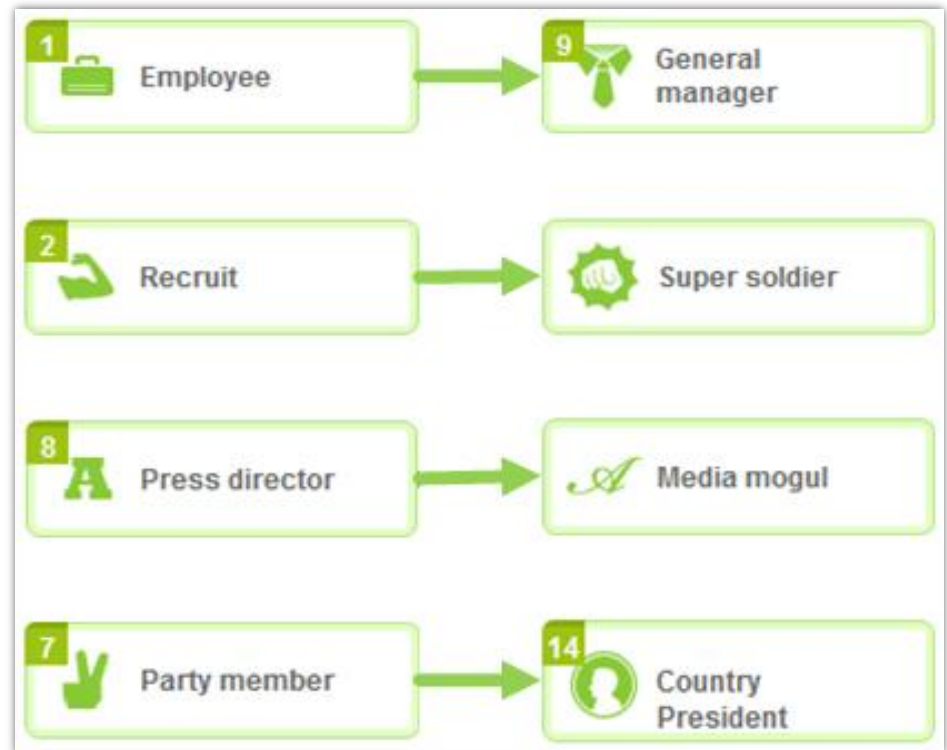 1
Employee
9
General
manager
2
Recruit
Super soldier
8
A
Press director
A
Media mogul
7
Party member
14
Country
President